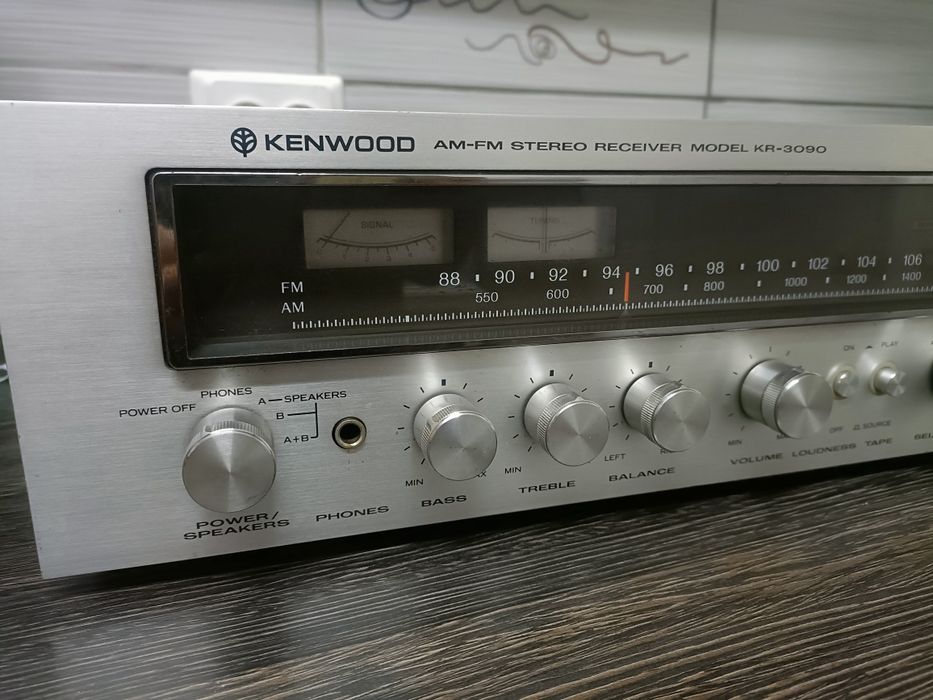 KENWOOD AM-FM STEREO RECEIVER MODEL KR-3090
SIGNAL
TUNING
FM 88 90 92 94 96 98 100 102 104 106
AM 550 600 700 800 1000 1200 1400
POWER OFF PHONES A SPEAKERS
B
A+B
POWER/
SPEAKERS
PHONES
MIN
BASS
MIN
TREBLE
LEFT
BALANCE
MIN
VOLUME
ON
OFF
LOUDNESS
PLAY
SOURCE
TAPE